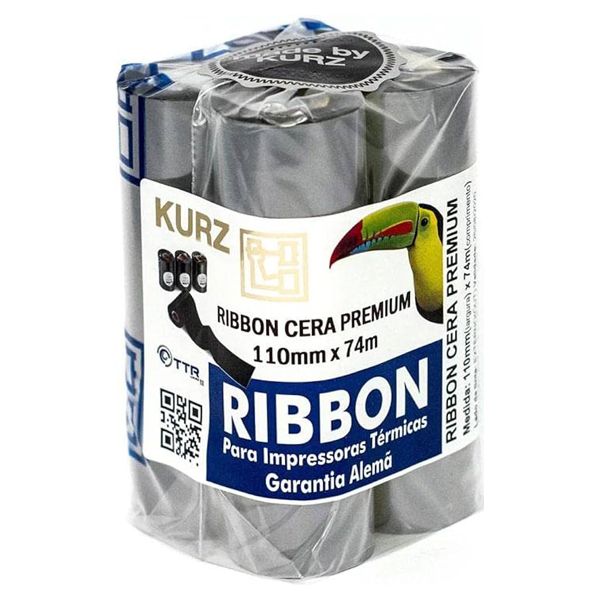 made by
KURZ
KURZ
RIBBON CERA PREMIUM
110mm x 74m
TTR
RIBBON
Para Impressoras Térmicas
Garantia Alemã
RIBBON CERA PREMIUM
Medida: 110mm(largura) x 74m(comprimento)